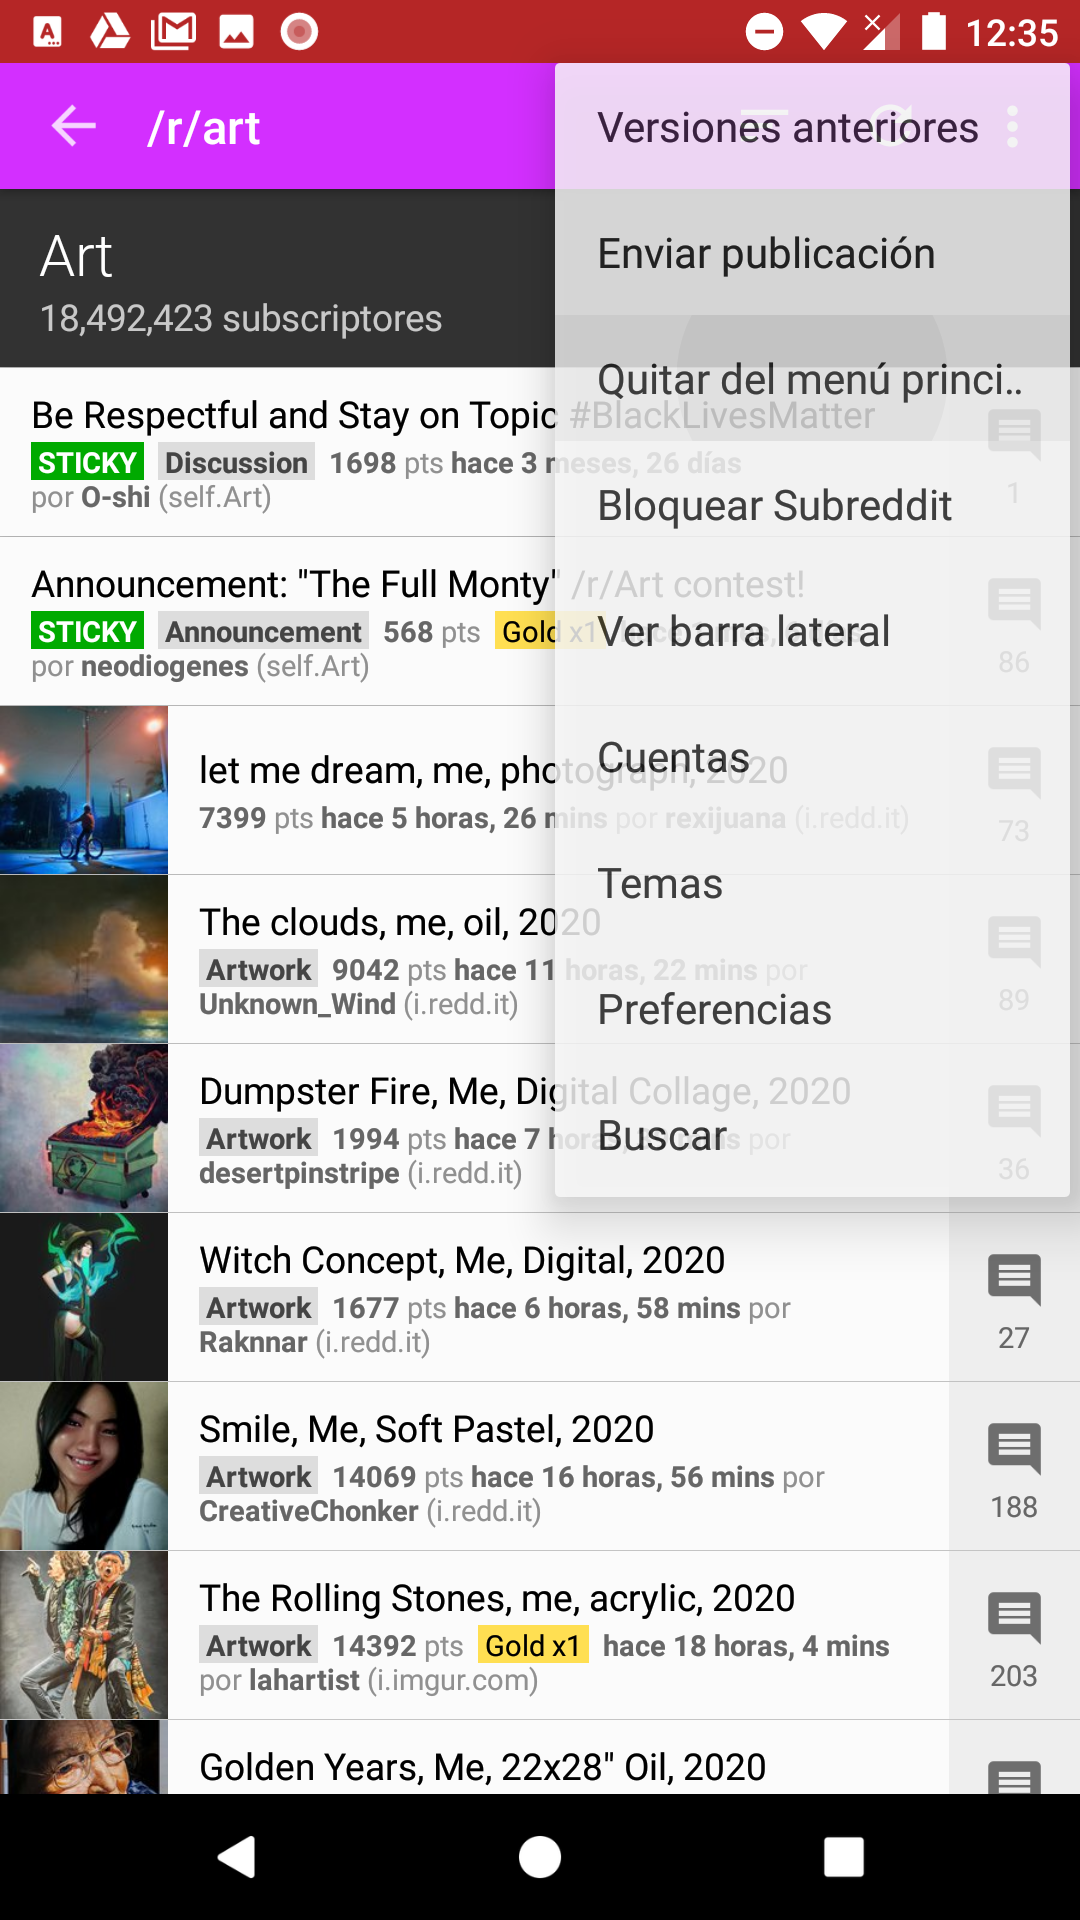 12:35
/r/art
Versiones anteriores
Art
18,492,423 subscriptores
Enviar publicación
Quitar del menú princi..
Bloquear Subreddit
Ver barra lateral
Cuentas
Temas
Preferencias
Buscar
Be Respectful and Stay on Topic #BlackLivesMatter
STICKY Discussion 1698 pts hace 3 meses, 26 días
por O-shi (self.Art)
1
Announcement: "The Full Monty" /r/Art contest!
STICKY Announcement 568 pts Gold x1
por neodiogenes (self.Art)
86
let me dream, me, photograph, 2020
7399 pts hace 5 horas, 26 mins por rexijuana (i.redd.it)
73
The clouds, me, oil, 2020
Artwork 9042 pts hace 11 horas, 22 mins por
Unknown_Wind (i.redd.it)
89
Dumpster Fire, Me, Digital Collage, 2020
Artwork 1994 pts hace 7 horas, mins por
desertpinstripe (i.redd.it)
36
Witch Concept, Me, Digital, 2020
Artwork 1677 pts hace 6 horas, 58 mins por
Raknnar (i.redd.it)
27
Smile, Me, Soft Pastel, 2020
Artwork 14069 pts hace 16 horas, 56 mins por
CreativeChonker (i.redd.it)
188
The Rolling Stones, me, acrylic, 2020
Artwork 14392 pts Gold x1 hace 18 horas, 4 mins
por lahartist (i.imgur.com)
203
Golden Years, Me, 22x28" Oil, 2020